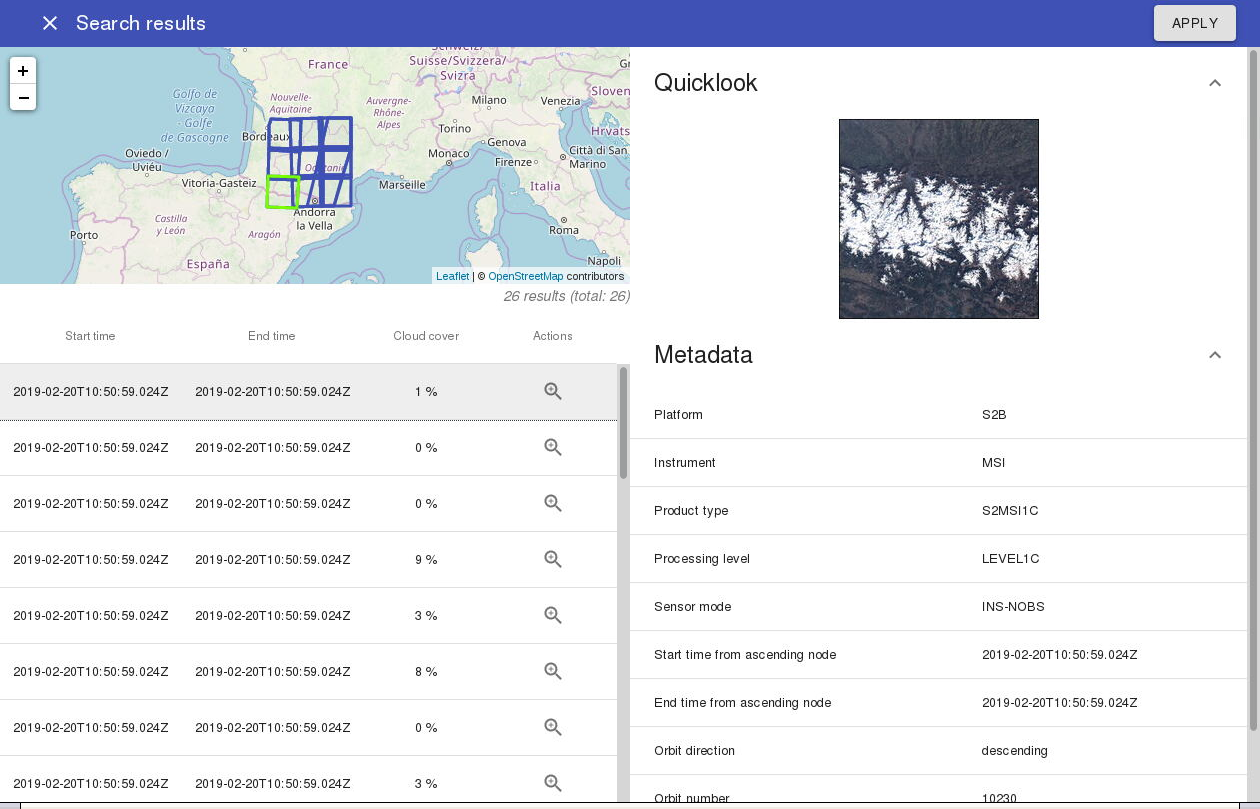 Search results
APPLY
+
−
France
Schweiz/
Suisse/Svizzera/
Svizra
Golfo de
Vizcaya
- Golfe
de Gascogne
Nouvelle-
Aquitaine
Auvergne-
Rhône-
Alpes
Milano
Venezia
Sloven
Hrvats
Torino
Genova
Bordeaux
Oviedo /
Uviéu
Monaco
Firenze
Città di San
Marino
Occitanie
Vitoria-Gasteiz
Marseille
Italia
Andorra
la Vella
Castilla
y León
Porto
Aragón
Roma
España
Napoli
Leaflet | © OpenStreetMap contributors
26 results (total: 26)
Start time End time Cloud cover Actions
2019-02-20T10:50:59.024Z 2019-02-20T10:50:59.024Z 1 %
2019-02-20T10:50:59.024Z 2019-02-20T10:50:59.024Z 0 %
2019-02-20T10:50:59.024Z 2019-02-20T10:50:59.024Z 0 %
2019-02-20T10:50:59.024Z 2019-02-20T10:50:59.024Z 9 %
2019-02-20T10:50:59.024Z 2019-02-20T10:50:59.024Z 3 %
2019-02-20T10:50:59.024Z 2019-02-20T10:50:59.024Z 8 %
2019-02-20T10:50:59.024Z 2019-02-20T10:50:59.024Z 0 %
2019-02-20T10:50:59.024Z 2019-02-20T10:50:59.024Z 3 %
Quicklook
Metadata
Platform S2B
Instrument MSI
Product type S2MSI1C
Processing level LEVEL1C
Sensor mode INS-NOBS
Start time from ascending node 2019-02-20T10:50:59.024Z
End time from ascending node 2019-02-20T10:50:59.024Z
Orbit direction descending
Orbit number 10230